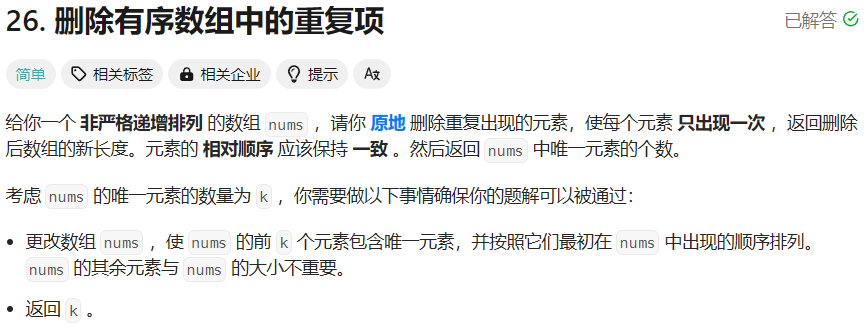 26. 删除有序数组中的重复项
已解答
简单 相关标签 相关企业 提示 A文
给你一个 非严格递增排列 的数组 nums ，请你 原地 删除重复出现的元素，使每个元素 只出现一次 ，返回删除
后数组的新长度。元素的 相对顺序 应该保持 一致 。然后返回 nums 中唯一元素的个数。
考虑 nums 的唯一元素的数量为 k ，你需要做以下事情确保你的题解可以被通过：
• 更改数组 nums ，使 nums 的前 k 个元素包含唯一元素，并按照它们最初在 nums 中出现的顺序排列。
nums 的其余元素与 nums 的大小不重要。
• 返回 k 。